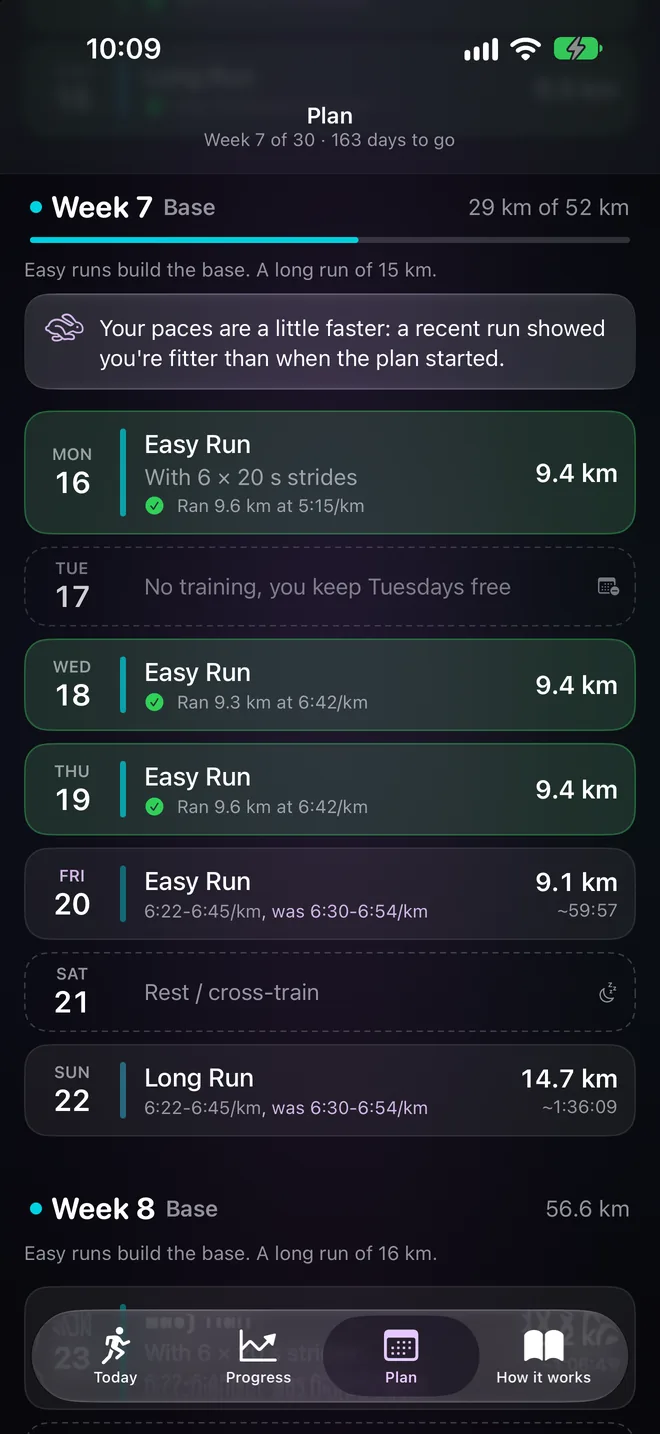 10:09
Plan
Week 7 of 30 · 163 days to go
Week 7 Base
29 km of 52 km
Easy runs build the base. A long run of 15 km.
Your paces are a little faster: a recent run showed
you're fitter than when the plan started.
MON
16
Easy Run
With 6 × 20 s strides
Ran 9.6 km at 5:15/km
9.4 km
TUE
17
No training, you keep Tuesdays free
WED
18
Easy Run
Ran 9.3 km at 6:42/km
9.4 km
THU
19
Easy Run
Ran 9.6 km at 6:42/km
9.4 km
FRI
20
Easy Run
6:22-6:45/km, was 6:30-6:54/km
9.1 km
~59:57
SAT
21
Rest / cross-train
SUN
22
Long Run
6:22-6:45/km, was 6:30-6:54/km
14.7 km
~1:36:09
Week 8 Base
56.6 km
Easy runs build the base. A long run of 16 km.
23
With 6 ×
Today
Progress
Plan
How it works